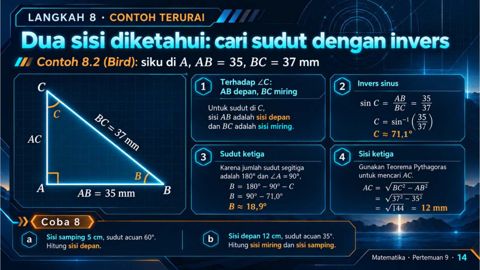 LANGKAH 8 · CONTOH TERURAI
Dua sisi diketahui: cari sudut dengan invers
Contoh 8.2 (Bird): siku di A, AB = 35, BC = 37 mm
C
C
BC = 37 mm
AC
A
B
B
AB = 35 mm
1
Terhadap ∠C:
AB depan, BC miring
Untuk sudut di C,
sisi AB adalah sisi depan
dan BC adalah sisi miring.
2
Invers sinus
sin C = AB/BC = 35/37
C = sin⁻¹(35/37)
C ≈ 71,1°
3
Sudut ketiga
Karena jumlah sudut segitiga
adalah 180° dan ∠A = 90°,
B = 180° − 90° − C
B = 90° − 71,0°
B ≈ 18,9°
4
Sisi ketiga
Gunakan Teorema Pythagoras
untuk mencari AC.
AC = √BC² − AB²
= √37² − 35²
= √144 = 12 mm
Coba 8
a
Sisi samping 5 cm, sudut acuan 60°.
Hitung sisi depan.
b
Sisi depan 12 cm, sudut acuan 35°.
Hitung sisi miring dan sisi samping.
Matematika · Pertemuan 9 · 14